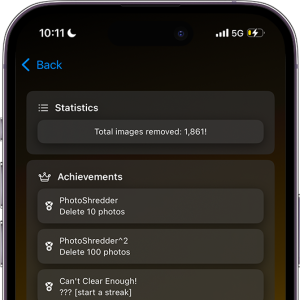 10:11
5G
Back
Statistics
Total images removed: 1,861!
Achievements
PhotoShredder
Delete 10 photos
PhotoShredder^2
Delete 100 photos
Can't Clear Enough!
??? [start a streak]